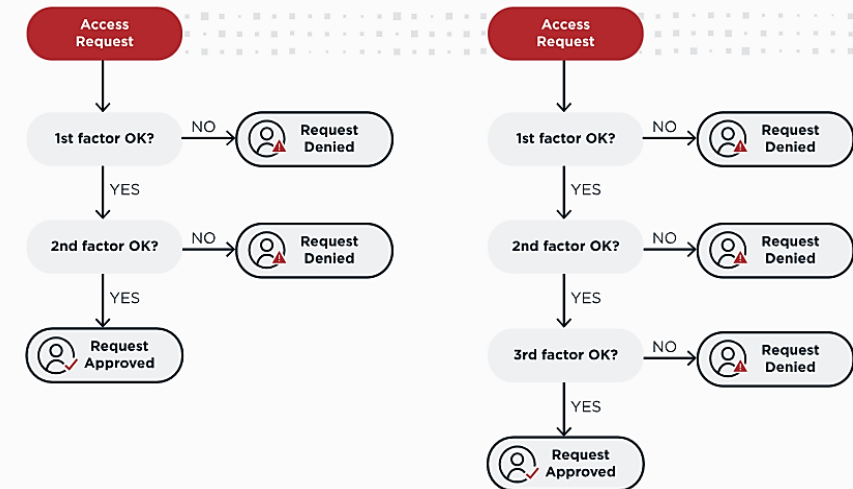 Access
Request
1st factor OK?
NO
Request
Denied
YES
2nd factor OK?
NO
Request
Denied
YES
Request
Approved
Access
Request
1st factor OK?
NO
Request
Denied
YES
2nd factor OK?
NO
Request
Denied
YES
3rd factor OK?
NO
Request
Denied
YES
Request
Approved